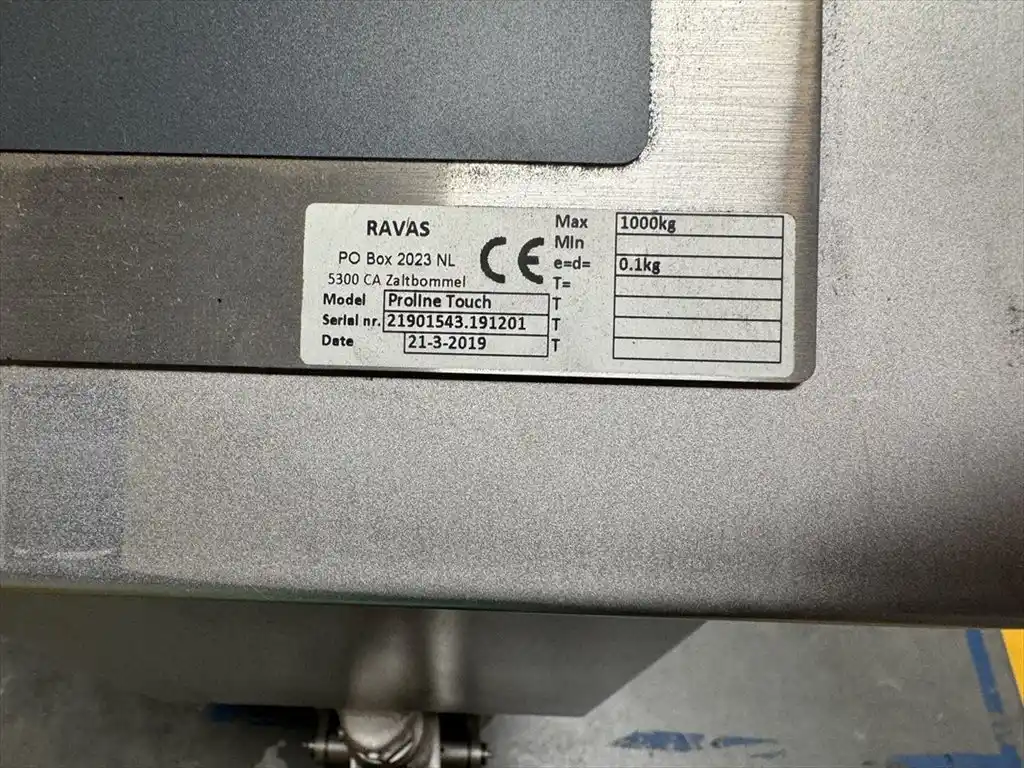 RAVAS
PO Box 2023 NL
5300 CA Zaltbommel
CE
Model Proline Touch
Serial nr. 21901543.191201
Date 21-3-2019
Max 1000kg
Min
e=d= 0.1kg
T=
T
T
T